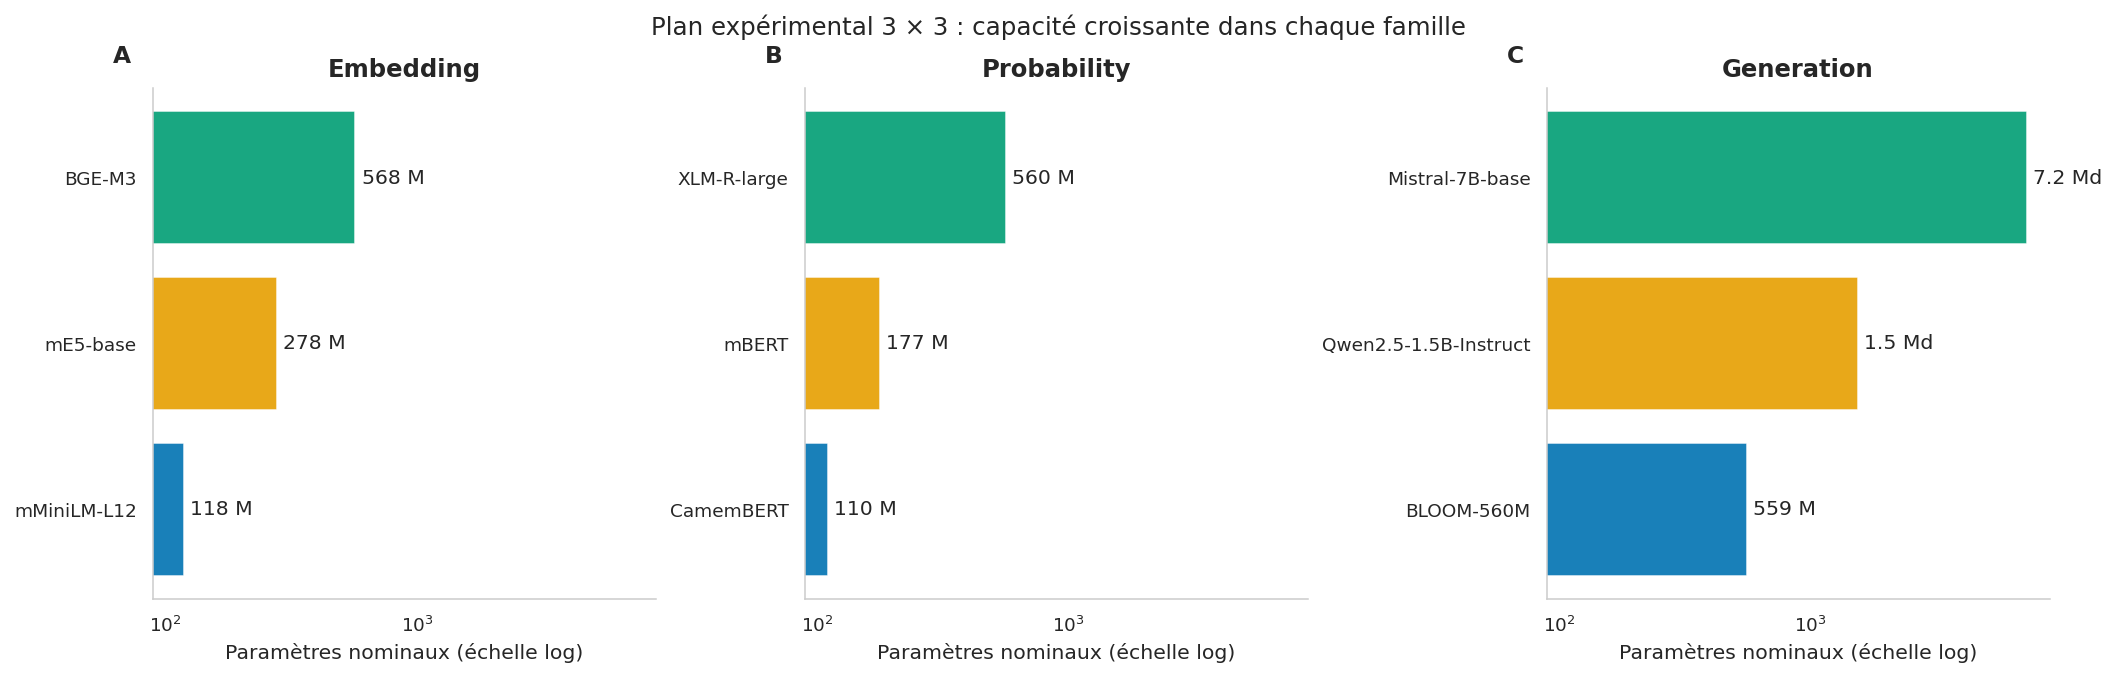 Plan expérimental 3 × 3 : capacité croissante dans chaque famille
A
Embedding
BGE-M3
568 M
mE5-base
278 M
mMiniLM-L12
118 M
10²
10³
Paramètres nominaux (échelle log)
B
Probability
XLM-R-large
560 M
mBERT
177 M
CamemBERT
110 M
10²
10³
Paramètres nominaux (échelle log)
C
Generation
Mistral-7B-base
7.2 Md
Qwen2.5-1.5B-Instruct
1.5 Md
BLOOM-560M
559 M
10²
10³
Paramètres nominaux (échelle log)